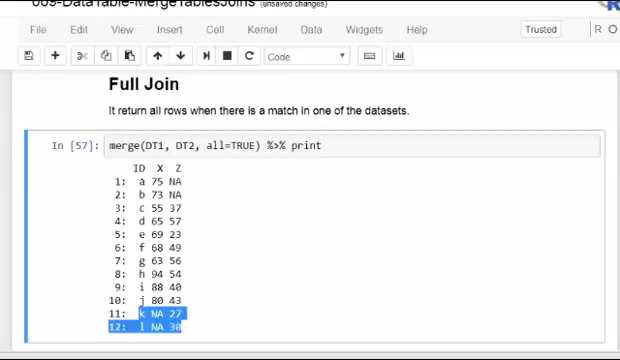 009-DataTable-MergeTablesJoins (unsaved changes)
File Edit View Insert Cell Kernel Data Widgets Help Trusted R O
Code
Full Join
It return all rows when there is a match in one of the datasets.
In [57]: merge(DT1, DT2, all=TRUE) %>% print
ID X Z
1: a 75 NA
2: b 73 NA
3: c 55 37
4: d 65 57
5: e 69 23
6: f 68 49
7: g 63 56
8: h 94 54
9: i 88 40
10: j 80 43
11: k NA 27
12: l NA 30